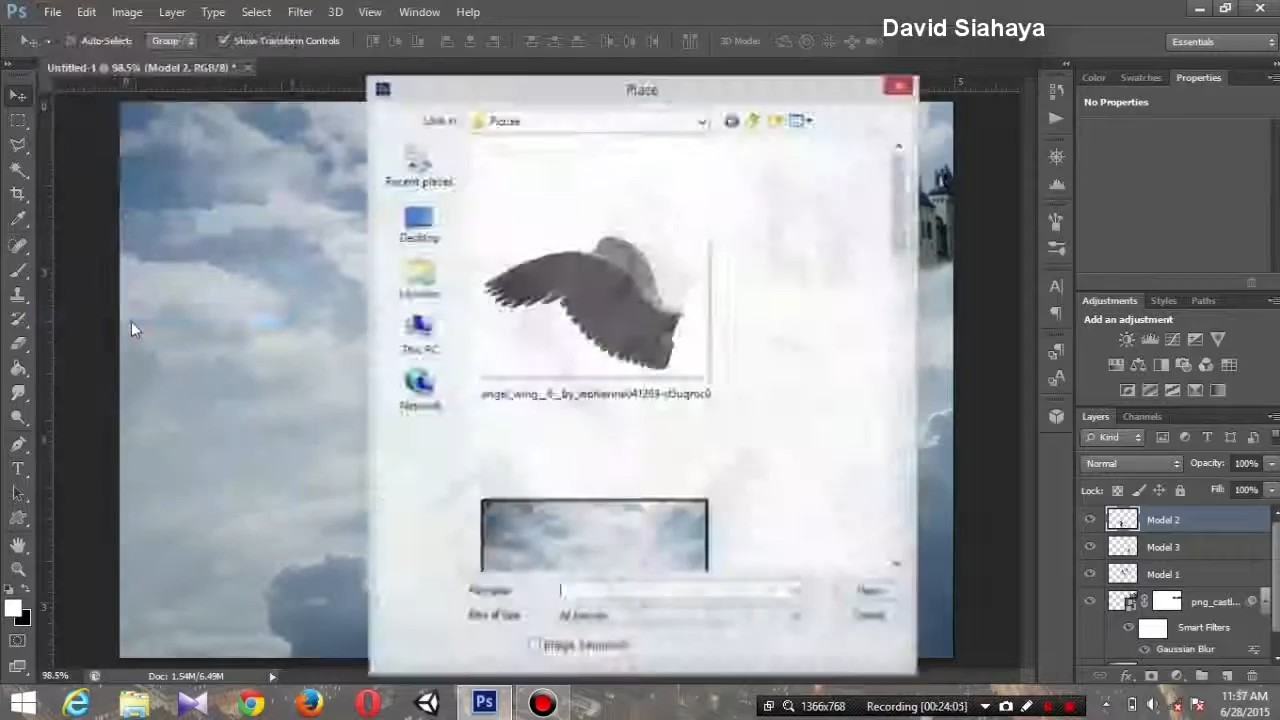 Ps File Edit Image Layer Type Select Filter 3D View Window Help
David Siahaya
Auto-Select: Group Show Transform Controls 3D Mode: Essentials
Untitled-1 @ 98.5% (Model 2, RGB/8) *
Place
Look in: Picture
Recent places
Desktop
This PC
Network
Color Swatches Properties
No Properties
Adjustments Styles Paths
Add an adjustment
Layers Channels
Kind
Normal Opacity: 100%
Lock: Fill: 100%
Model 2
Model 3
Model 1
png_castl...
Smart Filters
Gaussian Blur
98.5% Doc: 1.54M/6.49M
1366x768 Recording [00:24:03]
11:37 AM
6/28/2015